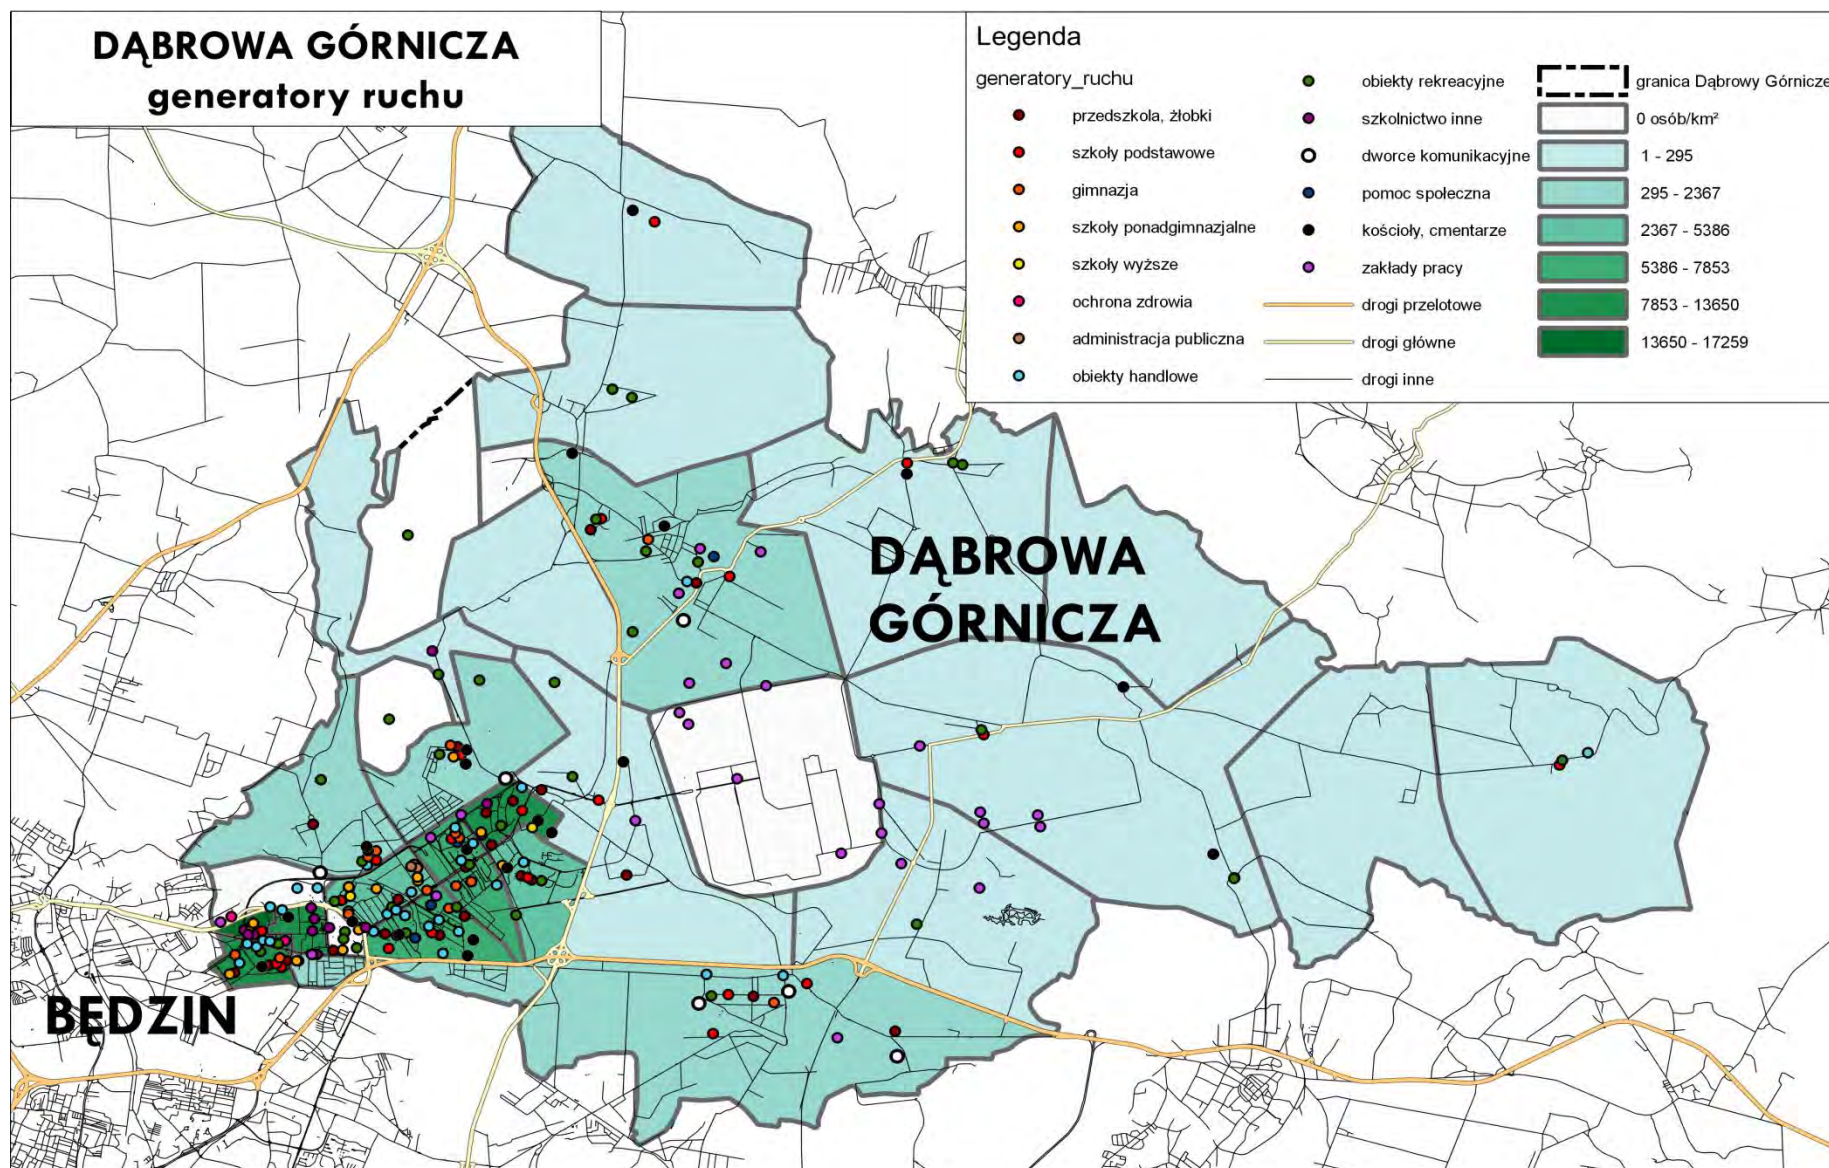 DĄBROWA GÓRNICZA
generatory ruchu
Legenda
generatory_ruchu
przedszkola, żłobki
szkoły podstawowe
gimnazja
szkoły ponadgimnazjalne
szkoły wyższe
ochrona zdrowia
administracja publiczna
obiekty handlowe
obiekty rekreacyjne
szkolnictwo inne
dworce komunikacyjne
pomoc społeczna
kościoły, cmentarze
zakłady pracy
drogi przelotowe
drogi główne
drogi inne
granica Dąbrowy Górnicze
0 osób/km²
1 - 295
295 - 2367
2367 - 5386
5386 - 7853
7853 - 13650
13650 - 17259
DĄBROWA
GÓRNICZA
BĘDZIN